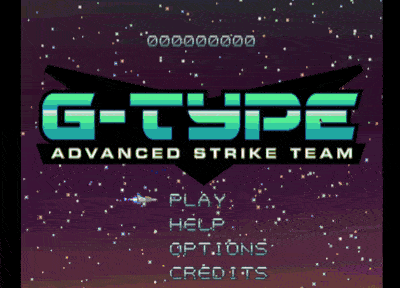 000000000
G-TYPE
ADVANCED STRIKE TEAM
PLAY
HELP
OPTIONS
CREDITS